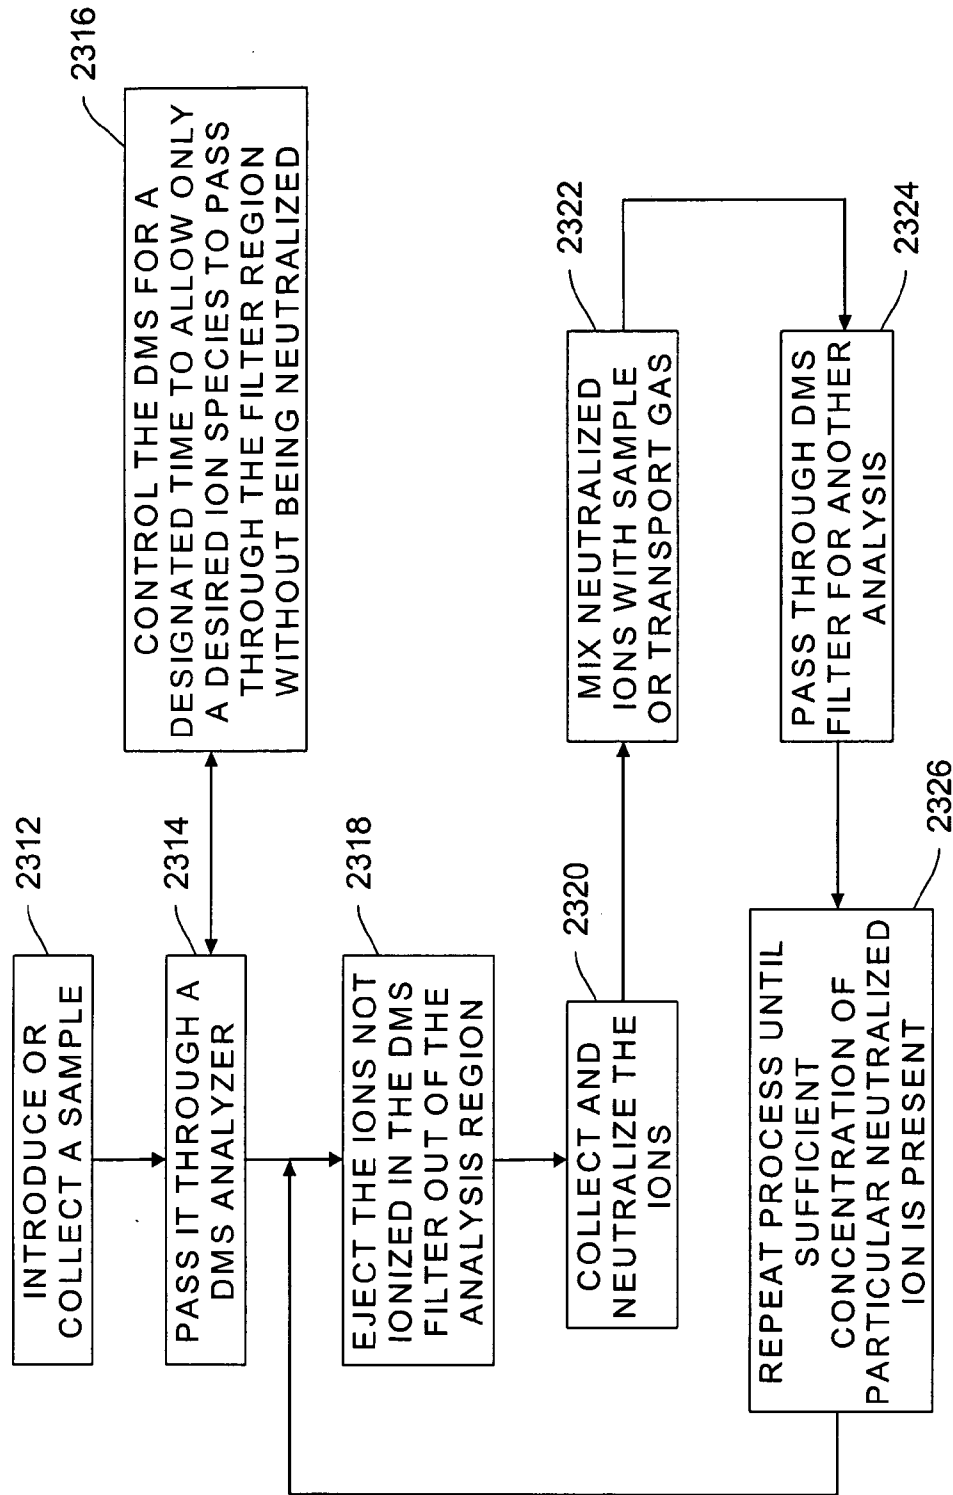 2312
INTRODUCE OR
COLLECT A SAMPLE
2314
PASS IT THROUGH A
DMS ANALYZER
2316
CONTROL THE DMS FOR A
DESIGNATED TIME TO ALLOW ONLY
A DESIRED ION SPECIES TO PASS
THROUGH THE FILTER REGION
WITHOUT BEING NEUTRALIZED
2318
EJECT THE IONS NOT
IONIZED IN THE DMS
FILTER OUT OF THE
ANALYSIS REGION
2320
COLLECT AND
NEUTRALIZE THE
IONS
2322
MIX NEUTRALIZED
IONS WITH SAMPLE
OR TRANSPORT GAS
2324
PASS THROUGH DMS
FILTER FOR ANOTHER
ANALYSIS
2326
REPEAT PROCESS UNTIL
SUFFICIENT
CONCENTRATION OF
PARTICULAR NEUTRALIZED
ION IS PRESENT